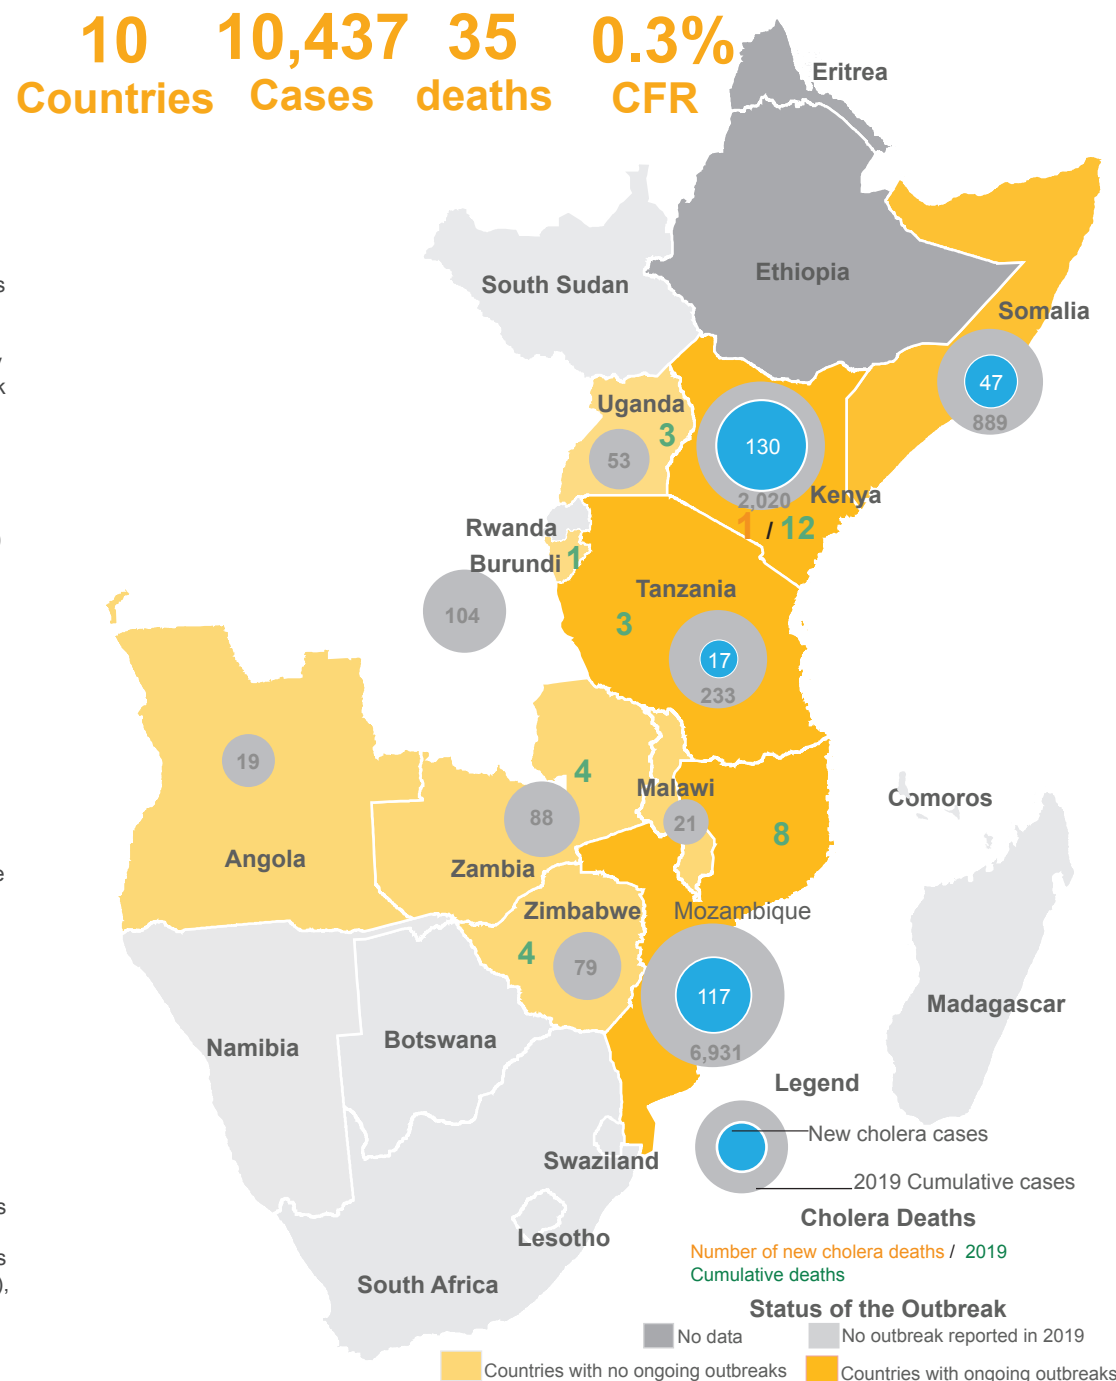 10 10,437 35 0.3%
Countries Cases deaths CFR
Eritrea
s
South Sudan
Ethiopia
Somalia
k
47
889
Uganda
3
53
130
2,020
Kenya
1 / 12
Rwanda
Burundi 1
104
Tanzania
3
17
233
19
4
Malawi
21
88
8
Comoros
Angola
Zambia
e
Zimbabwe
Mozambique
4
79
117
6,931
Madagascar
Namibia
Botswana
Legend
New cholera cases
Swaziland
2019 Cumulative cases
s
Cholera Deaths
Lesotho
Number of new cholera deaths / 2019
Cumulative deaths
s
),
South Africa
Status of the Outbreak
No data
No outbreak reported in 2019
Countries with no ongoing outbreaks
Countries with ongoing outbreaks